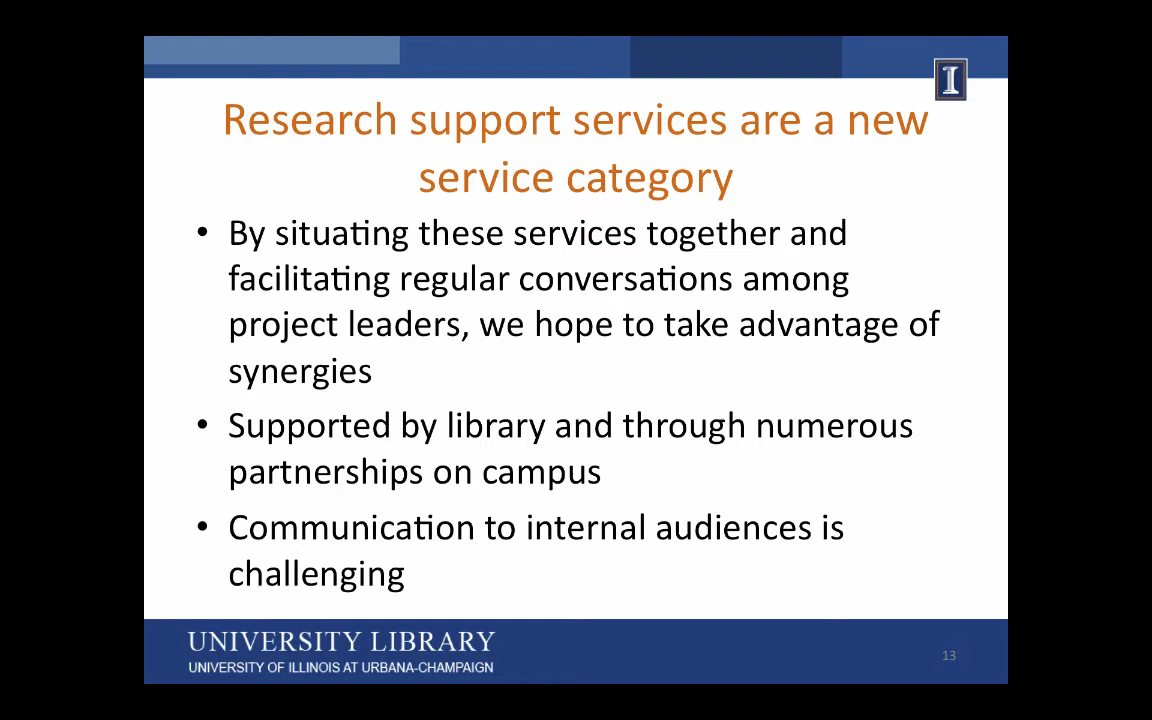 I
Research support services are a new
service category
• By situating these services together and
facilitating regular conversations among
project leaders, we hope to take advantage of
synergies
• Supported by library and through numerous
partnerships on campus
• Communication to internal audiences is
challenging
UNIVERSITY LIBRARY
UNIVERSITY OF ILLINOIS AT URBANA-CHAMPAIGN
13